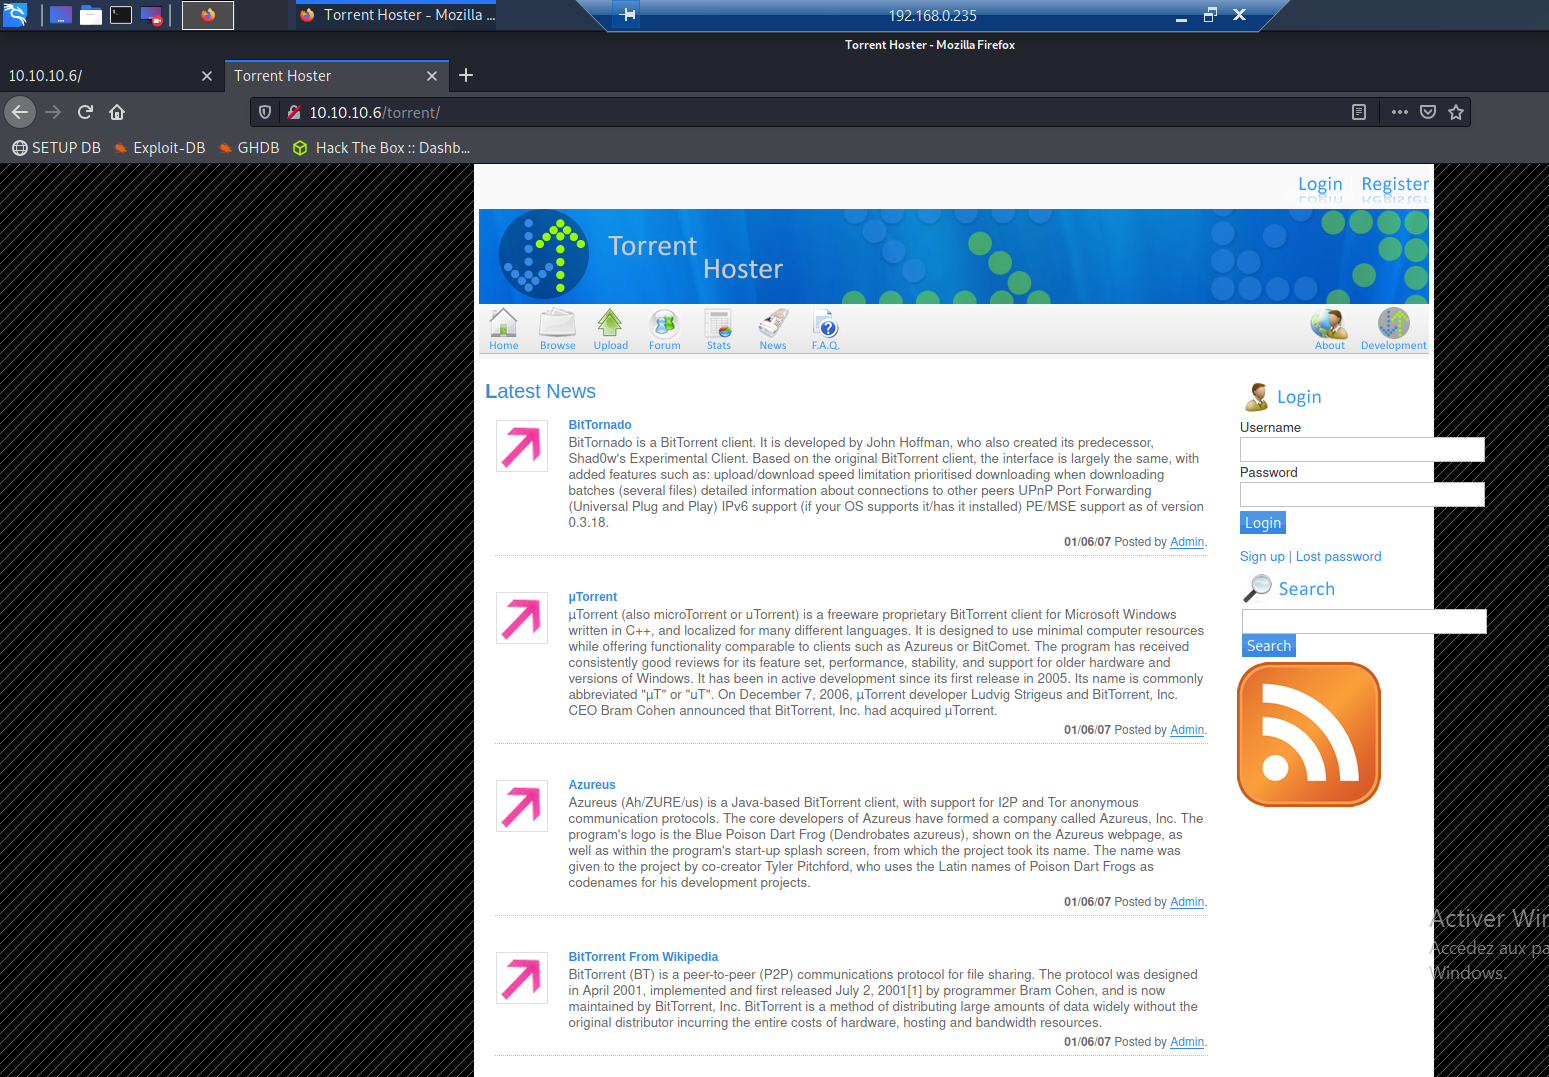 Torrent Hoster - Mozilla ...
192.168.0.235
Torrent Hoster - Mozilla Firefox
10.10.10.6/
Torrent Hoster
10.10.10.6/torrent/
SETUP DB
Exploit-DB
GHDB
Hack The Box :: Dashb...
Login
Register
Torrent
Hoster
Home
Browse
Upload
Forum
Stats
News
F.A.Q.
About
Development
Latest News
BitTornado
BitTornado is a BitTorrent client. It is developed by John Hoffman, who also created its predecessor,
Shad0w's Experimental Client. Based on the original BitTorrent client, the interface is largely the same, with
added features such as: upload/download speed limitation prioritised downloading when downloading
batches (several files) detailed information about connections to other peers UPnP Port Forwarding
(Universal Plug and Play) IPv6 support (if your OS supports it/has it installed) PE/MSE support as of version
0.3.18.
01/06/07 Posted by Admin.
µTorrent
µTorrent (also microTorrent or uTorrent) is a freeware proprietary BitTorrent client for Microsoft Windows
written in C++, and localized for many different languages. It is designed to use minimal computer resources
while offering functionality comparable to clients such as Azureus or BitComet. The program has received
consistently good reviews for its feature set, performance, stability, and support for older hardware and
versions of Windows. It has been in active development since its first release in 2005. Its name is commonly
abbreviated "µT" or "uT". On December 7, 2006, µTorrent developer Ludvig Strigeus and BitTorrent, Inc.
CEO Bram Cohen announced that BitTorrent, Inc. had acquired µTorrent.
01/06/07 Posted by Admin.
Azureus
Azureus (Ah/ZURE/us) is a Java-based BitTorrent client, with support for I2P and Tor anonymous
communication protocols. The core developers of Azureus have formed a company called Azureus, Inc. The
program's logo is the Blue Poison Dart Frog (Dendrobates azureus), shown on the Azureus webpage, as
well as within the program's start-up splash screen, from which the project took its name. The name was
given to the project by co-creator Tyler Pitchford, who uses the Latin names of Poison Dart Frogs as
codenames for his development projects.
01/06/07 Posted by Admin.
BitTorrent From Wikipedia
BitTorrent (BT) is a peer-to-peer (P2P) communications protocol for file sharing. The protocol was designed
in April 2001, implemented and first released July 2, 2001[1] by programmer Bram Cohen, and is now
maintained by BitTorrent, Inc. BitTorrent is a method of distributing large amounts of data widely without the
original distributor incurring the entire costs of hardware, hosting and bandwidth resources.
01/06/07 Posted by Admin.
Login
Username
Password
Login
Sign up | Lost password
Search
Search
Activer Win
Accédez aux pa
Windows.